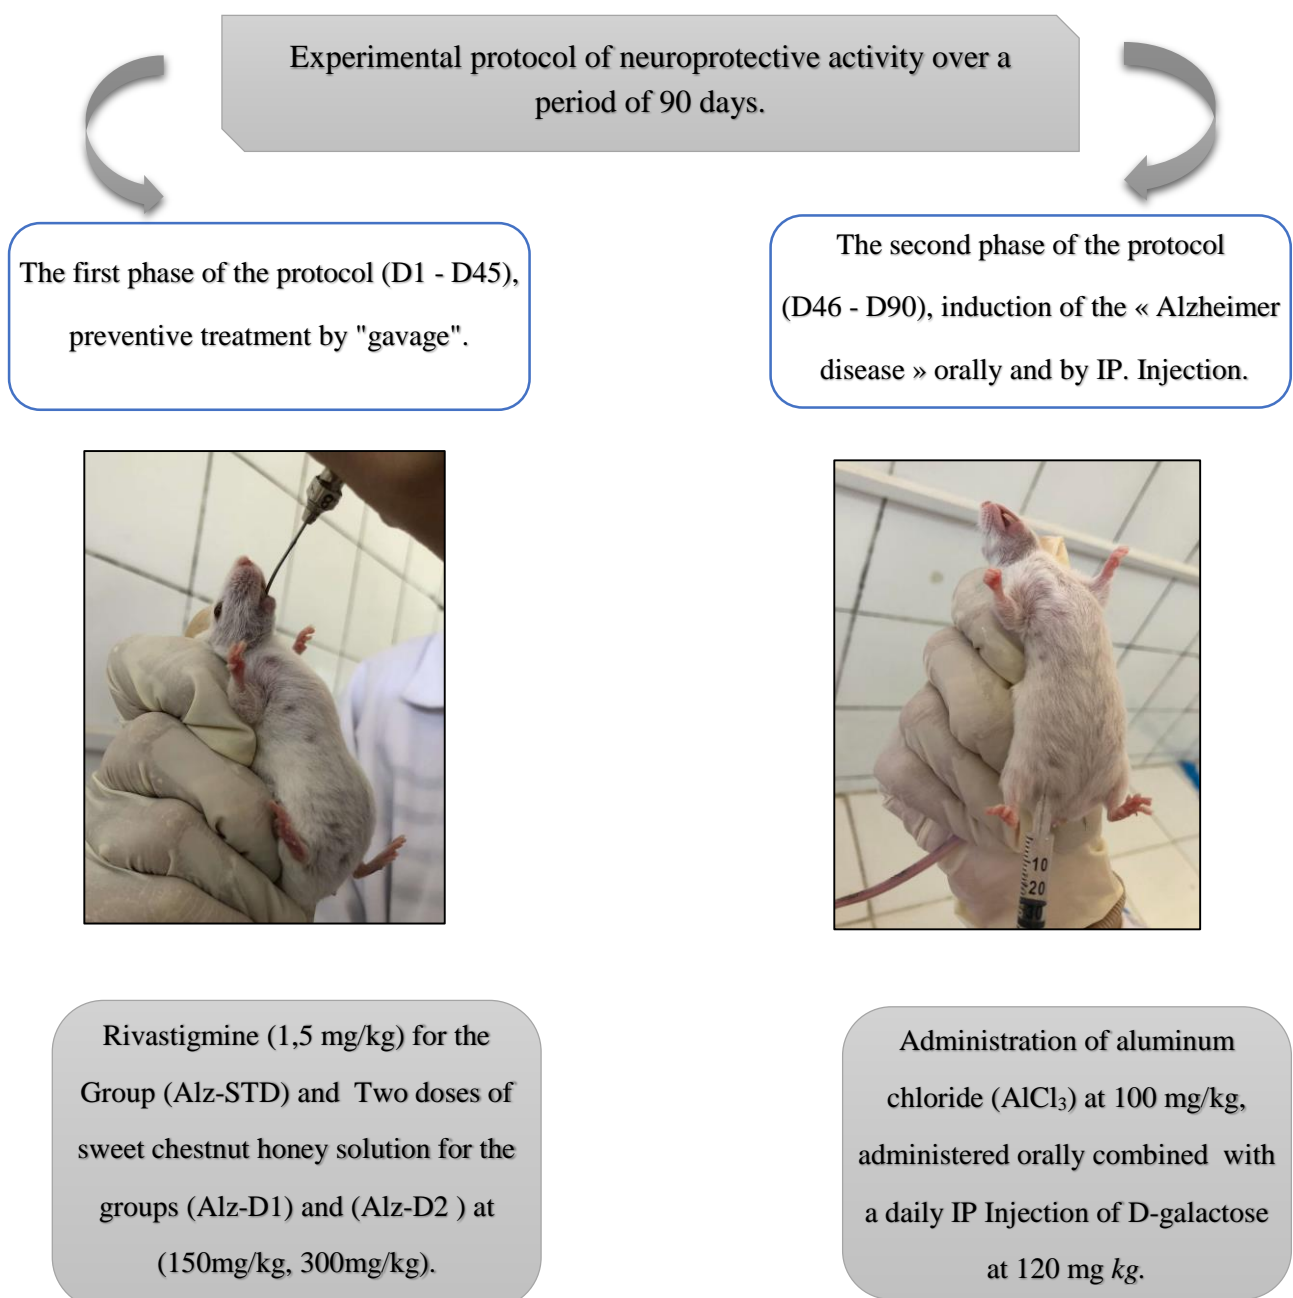 Experimental protocol of neuroprotective activity over a
period of 90 days.
The first phase of the protocol (D1 - D45),
preventive treatment by "gavage".
The second phase of the protocol
(D46 - D90), induction of the « Alzheimer
disease » orally and by IP. Injection.
8
10
20
30
Rivastigmine (1,5 mg/kg) for the
Group (Alz-STD) and Two doses of
sweet chestnut honey solution for the
groups (Alz-D1) and (Alz-D2 ) at
(150mg/kg, 300mg/kg).
Administration of aluminum
chloride (AlCl₃) at 100 mg/kg,
administered orally combined with
a daily IP Injection of D-galactose
at 120 mg kg.